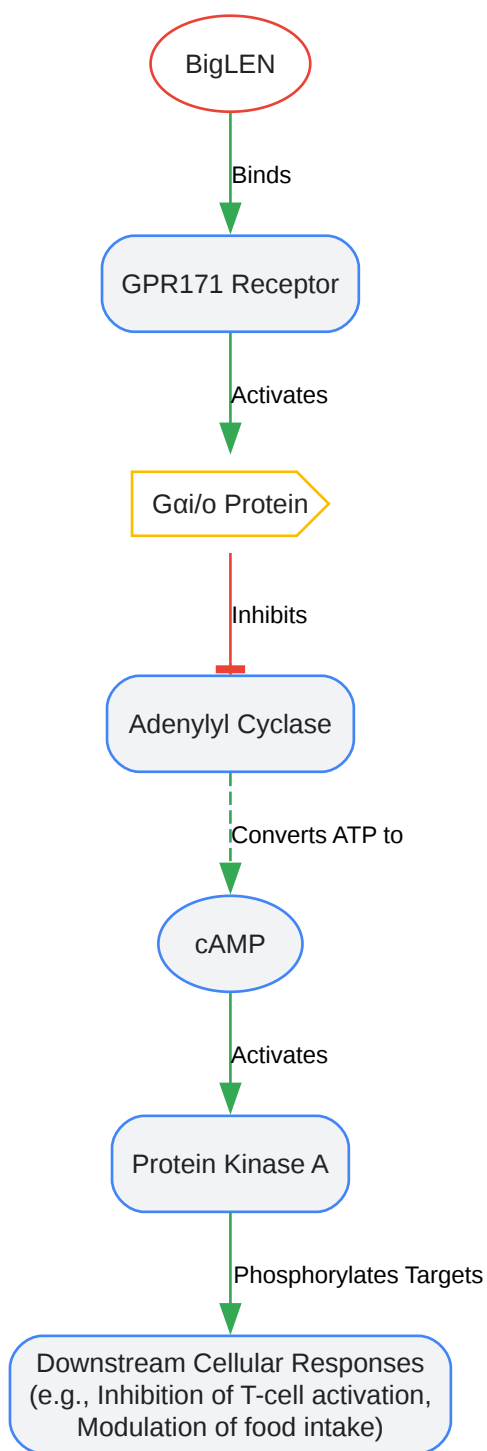 BigLEN
Binds
GPR171 Receptor
Activates
Gαi/o Protein
Inhibits
Adenylyl Cyclase
Converts ATP to
cAMP
Activates
Protein Kinase A
Phosphorylates Targets
Downstream Cellular Responses
(e.g., Inhibition of T-cell activation,
Modulation of food intake)